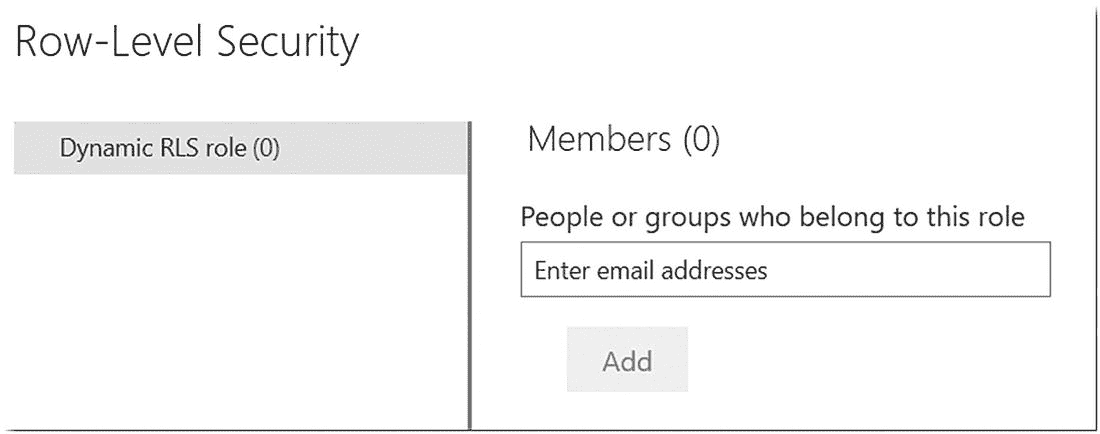 Row-Level Security
Dynamic RLS role (0)
Members (0)
People or groups who belong to this role
Enter email addresses
Add